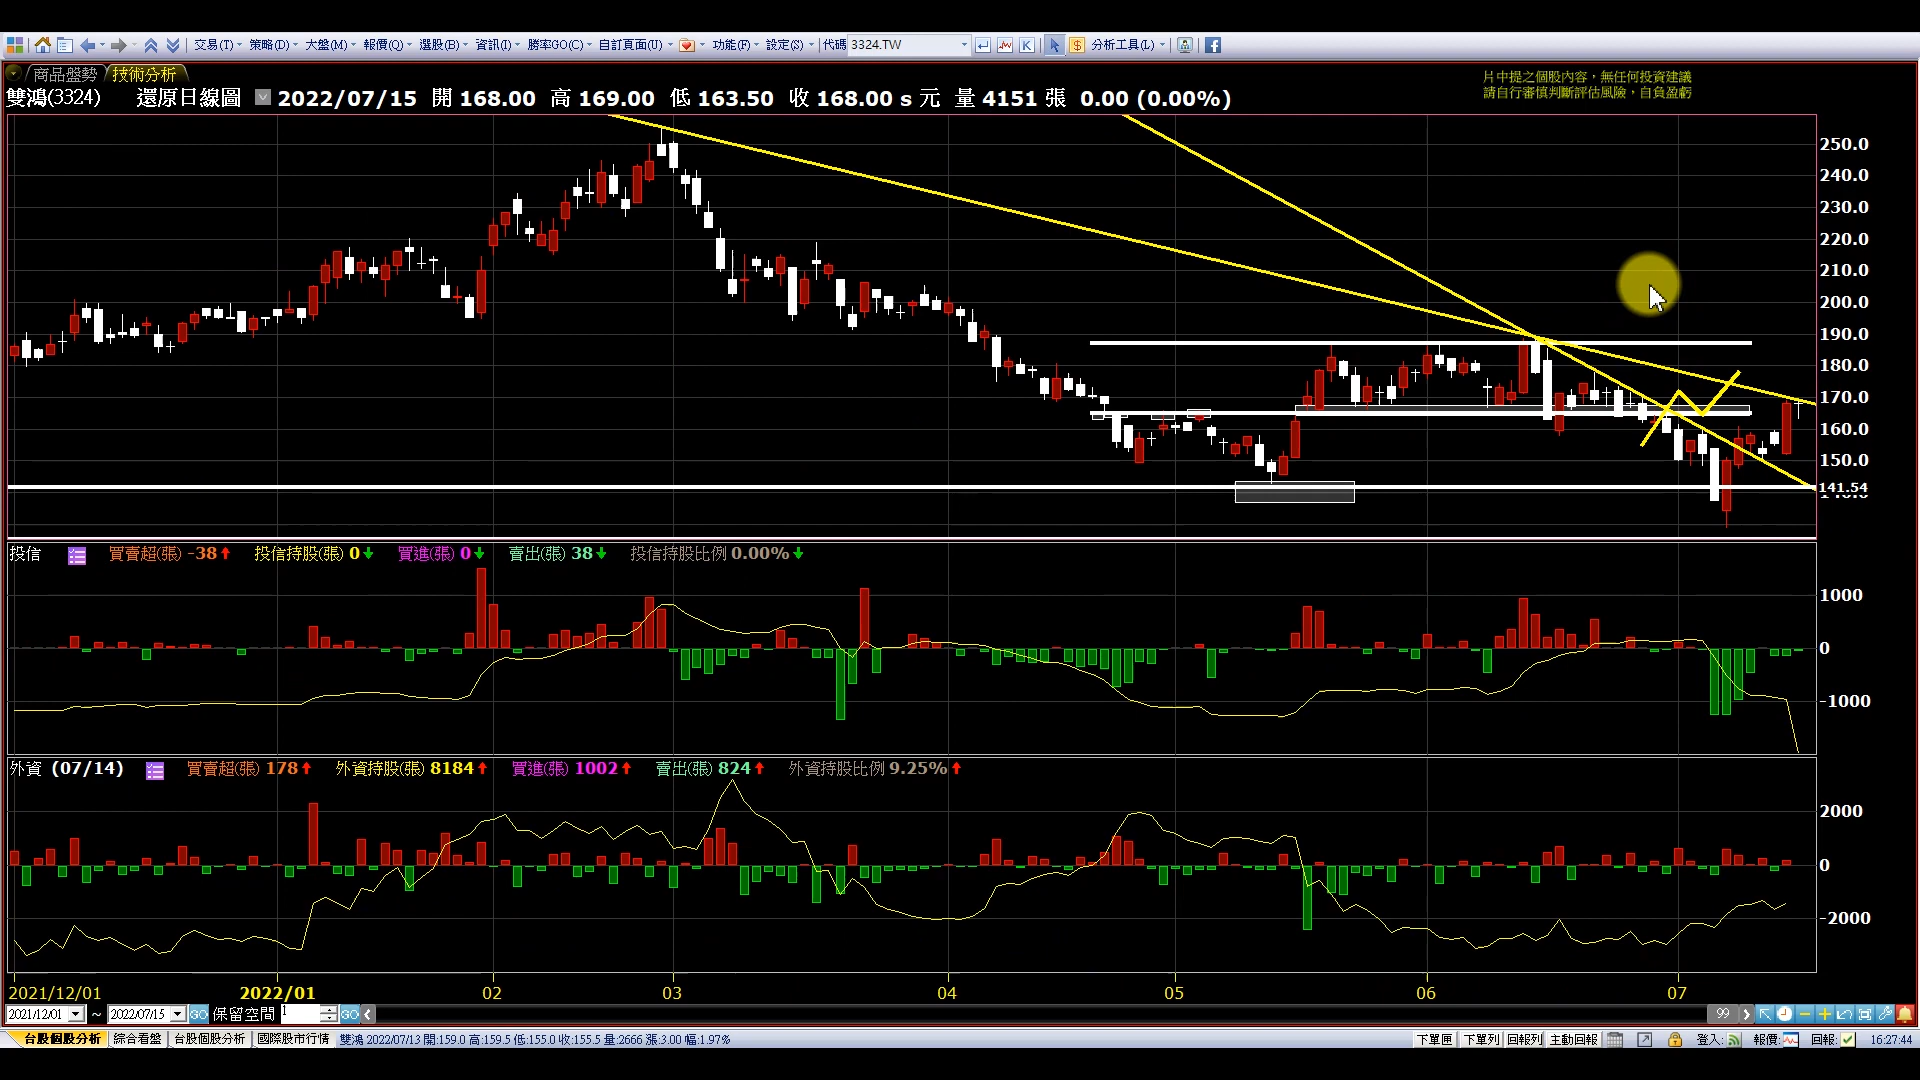 交易(T) 策略(D) 大盤(M) 報價(Q) 選股(B) 資訊(I) 勝率GO(C) 自訂頁面(U) 功能(F) 設定(S) 代碼 3324.TW K $ 分析工具(L)
商品盤勢 技術分析
片中提之個股內容，無任何投資建議
請自行審慎判斷評估風險，自負盈虧
雙鴻(3324) 還原日線圖 2022/07/15 開 168.00 高 169.00 低 163.50 收 168.00 s 元 量 4151 張 0.00 (0.00%)
250.0
240.0
230.0
220.0
210.0
200.0
190.0
180.0
170.0
160.0
150.0
141.54
投信 買賣超(張) -38 投信持股(張) 0 買進(張) 0 賣出(張) 38 投信持股比例 0.00%
1000
0
-1000
外資 (07/14) 買賣超(張) 178 外資持股(張) 8184 買進(張) 1002 賣出(張) 824 外資持股比例 9.25%
2000
0
-2000
2021/12/01 2022/01 02 03 04 05 06 07
2021/12/01 ~ 2022/07/15 GO 保留空間 1 GO 99
台股個股分析 綜合看盤 台股個股分析 國際股市行情 雙鴻 2022/07/13 開:159.0 高:159.5 低:155.0 收:155.5 量:2666 漲:3.00 幅:1.97% 下單匣 下單列 回報列 主動回報 登入: 報價: 回報: 16:27:44